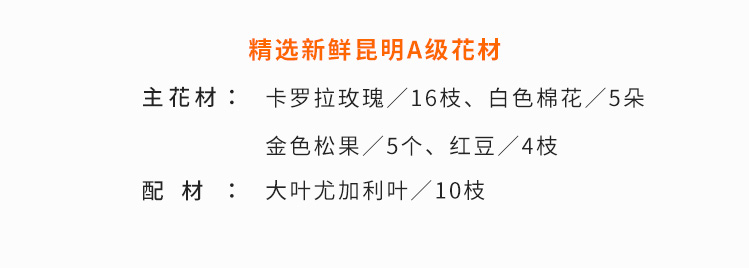 精选新鲜昆明A级花材
主花材： 卡罗拉玫瑰／16枝、白色棉花／5朵
金色松果／5个、红豆／4枝
配材： 大叶尤加利叶／10枝